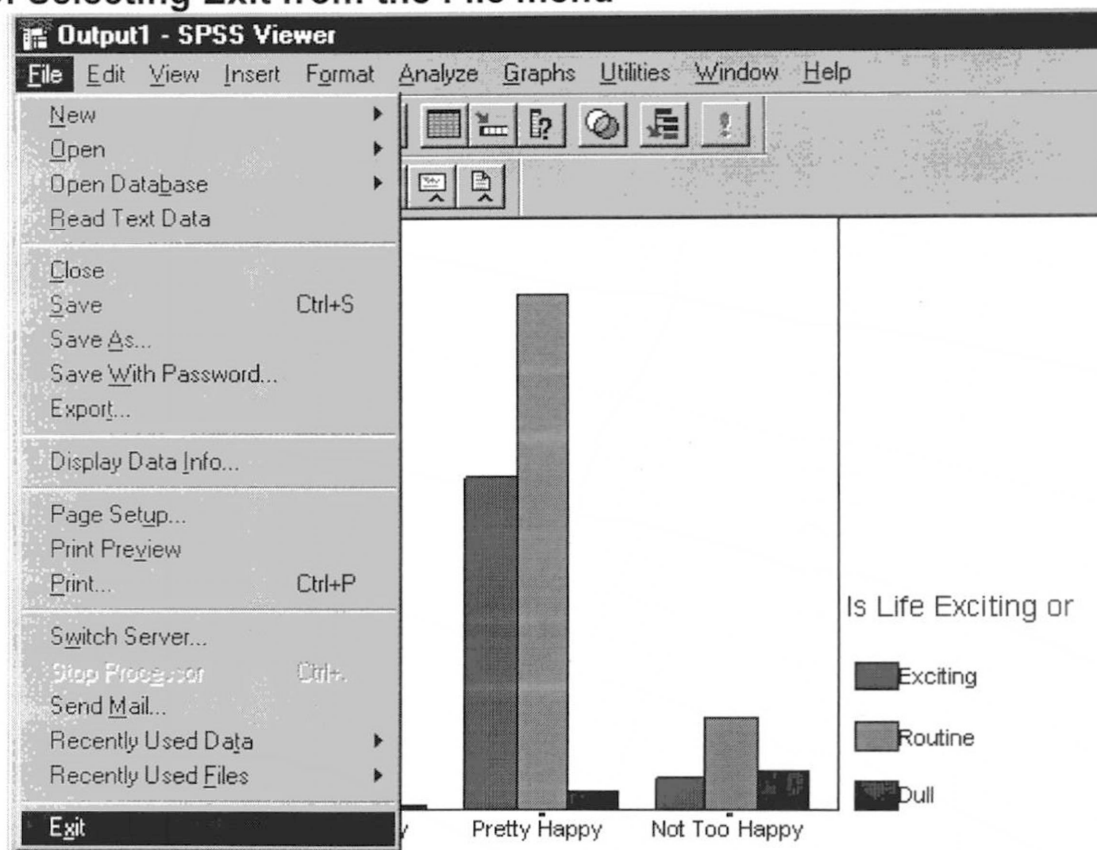 Selecting Exit from the File menu
Output1 - SPSS Viewer
File Edit View Insert Format Analyze Graphs Utilities Window Help
New
Open
Open Database
Read Text Data
Close
Save Ctrl+S
Save As...
Save With Password...
Export...
Display Data Info...
Page Setup...
Print Preview
Print... Ctrl+P
Switch Server...
Stop Processor Ctrl+.
Send Mail...
Recently Used Data
Recently Used Files
Exit
Pretty Happy
Not Too Happy
Is Life Exciting or
Exciting
Routine
Dull